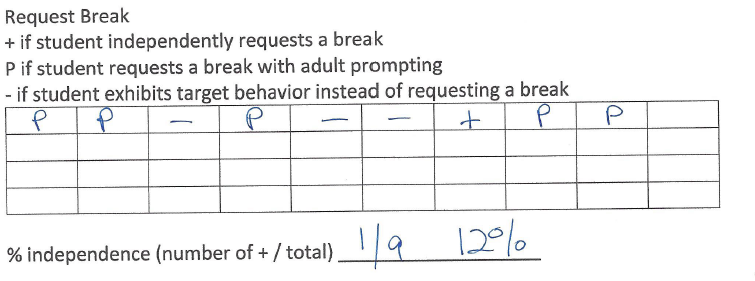 Request Break
+ if student independently requests a break
P if student requests a break with adult prompting
- if student exhibits target behavior instead of requesting a break
P P - P - - + P P
% independence (number of + / total) 1/9 12%